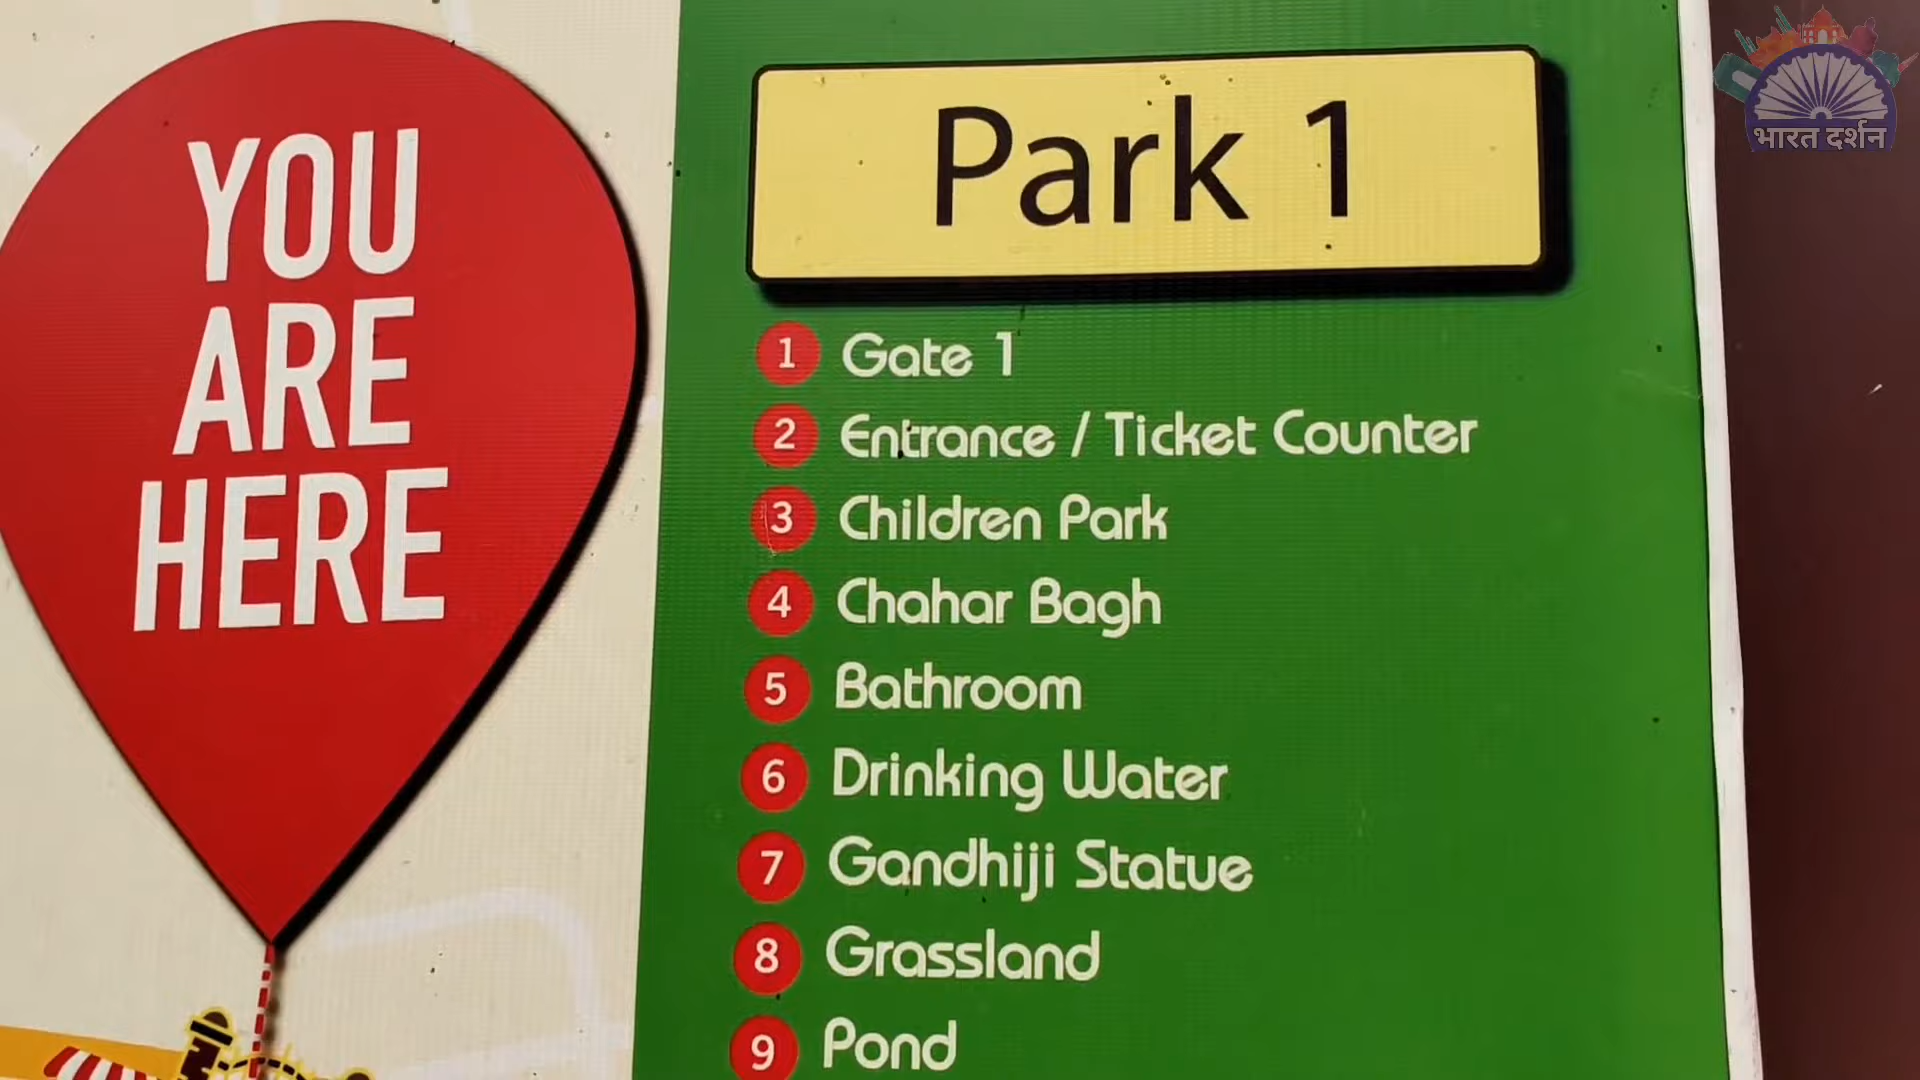 YOU
ARE
HERE
Park 1
1 Gate 1
2 Entrance / Ticket Counter
3 Children Park
4 Chahar Bagh
5 Bathroom
6 Drinking Water
7 Gandhiji Statue
8 Grassland
9 Pond
भारत दर्शन